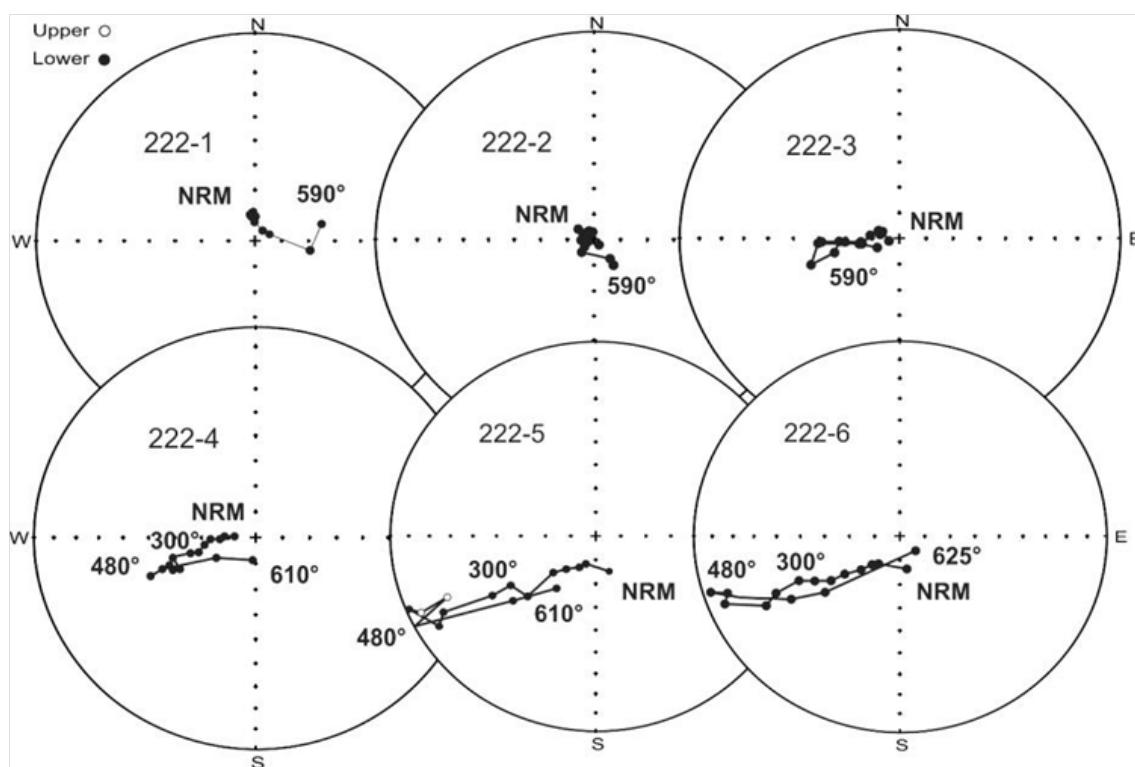 Upper ○
Lower ●
N
N
N
222-1
222-2
222-3
NRM
590°
NRM
590°
NRM
590°
W
E
222-4
222-5
222-6
NRM
300°
480°
610°
W
300°
480°
610°
NRM
300°
480°
625°
NRM
E
S
S
S